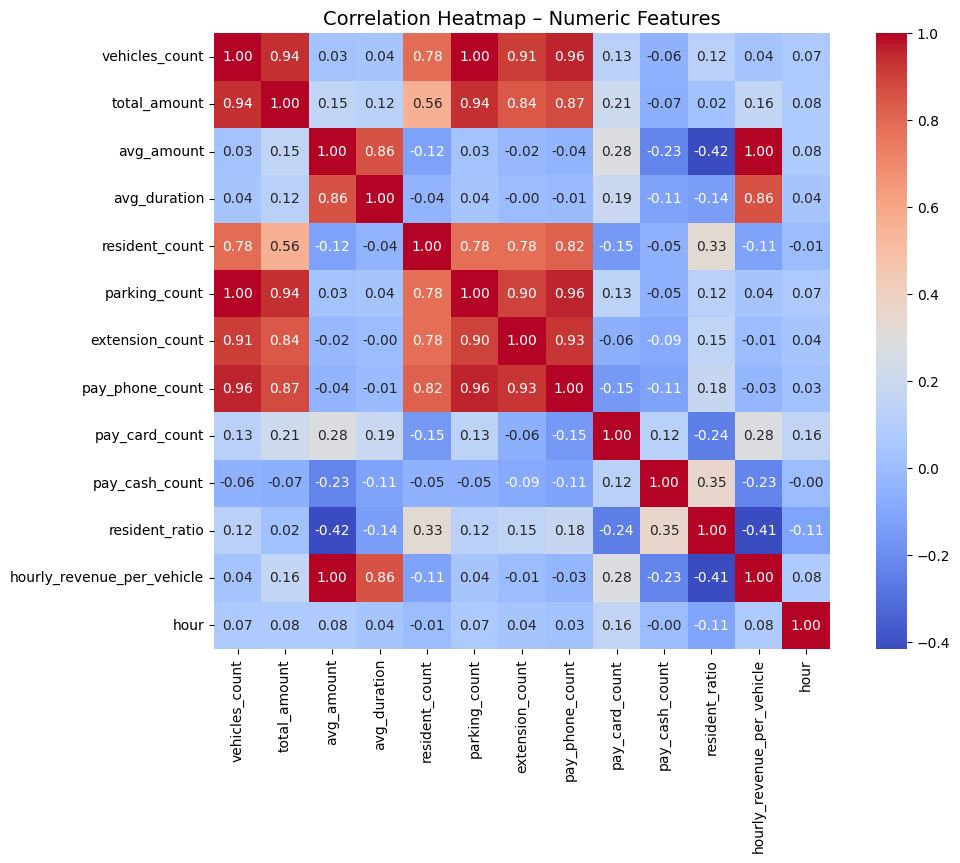 Correlation Heatmap – Numeric Features
vehicles_count 1.00 0.94 0.03 0.04 0.78 1.00 0.91 0.96 0.13 -0.06 0.12 0.04 0.07
total_amount 0.94 1.00 0.15 0.12 0.56 0.94 0.84 0.87 0.21 -0.07 0.02 0.16 0.08
avg_amount 0.03 0.15 1.00 0.86 -0.12 0.03 -0.02 -0.04 0.28 -0.23 -0.42 1.00 0.08
avg_duration 0.04 0.12 0.86 1.00 -0.04 0.04 -0.00 -0.01 0.19 -0.11 -0.14 0.86 0.04
resident_count 0.78 0.56 -0.12 -0.04 1.00 0.78 0.78 0.82 -0.15 -0.05 0.33 -0.11 -0.01
parking_count 1.00 0.94 0.03 0.04 0.78 1.00 0.90 0.96 0.13 -0.05 0.12 0.04 0.07
extension_count 0.91 0.84 -0.02 -0.00 0.78 0.90 1.00 0.93 -0.06 -0.09 0.15 -0.01 0.04
pay_phone_count 0.96 0.87 -0.04 -0.01 0.82 0.96 0.93 1.00 -0.15 -0.11 0.18 -0.03 0.03
pay_card_count 0.13 0.21 0.28 0.19 -0.15 0.13 -0.06 -0.15 1.00 0.12 -0.24 0.28 0.16
pay_cash_count -0.06 -0.07 -0.23 -0.11 -0.05 -0.05 -0.09 -0.11 0.12 1.00 0.35 -0.23 -0.00
resident_ratio 0.12 0.02 -0.42 -0.14 0.33 0.12 0.15 0.18 -0.24 0.35 1.00 -0.41 -0.11
hourly_revenue_per_vehicle 0.04 0.16 1.00 0.86 -0.11 0.04 -0.01 -0.03 0.28 -0.23 -0.41 1.00 0.08
hour 0.07 0.08 0.08 0.04 -0.01 0.07 0.04 0.03 0.16 -0.00 -0.11 0.08 1.00
vehicles_count
total_amount
avg_amount
avg_duration
resident_count
parking_count
extension_count
pay_phone_count
pay_card_count
pay_cash_count
resident_ratio
hourly_revenue_per_vehicle
hour
1.0
0.8
0.6
0.4
0.2
0.0
−0.2
−0.4